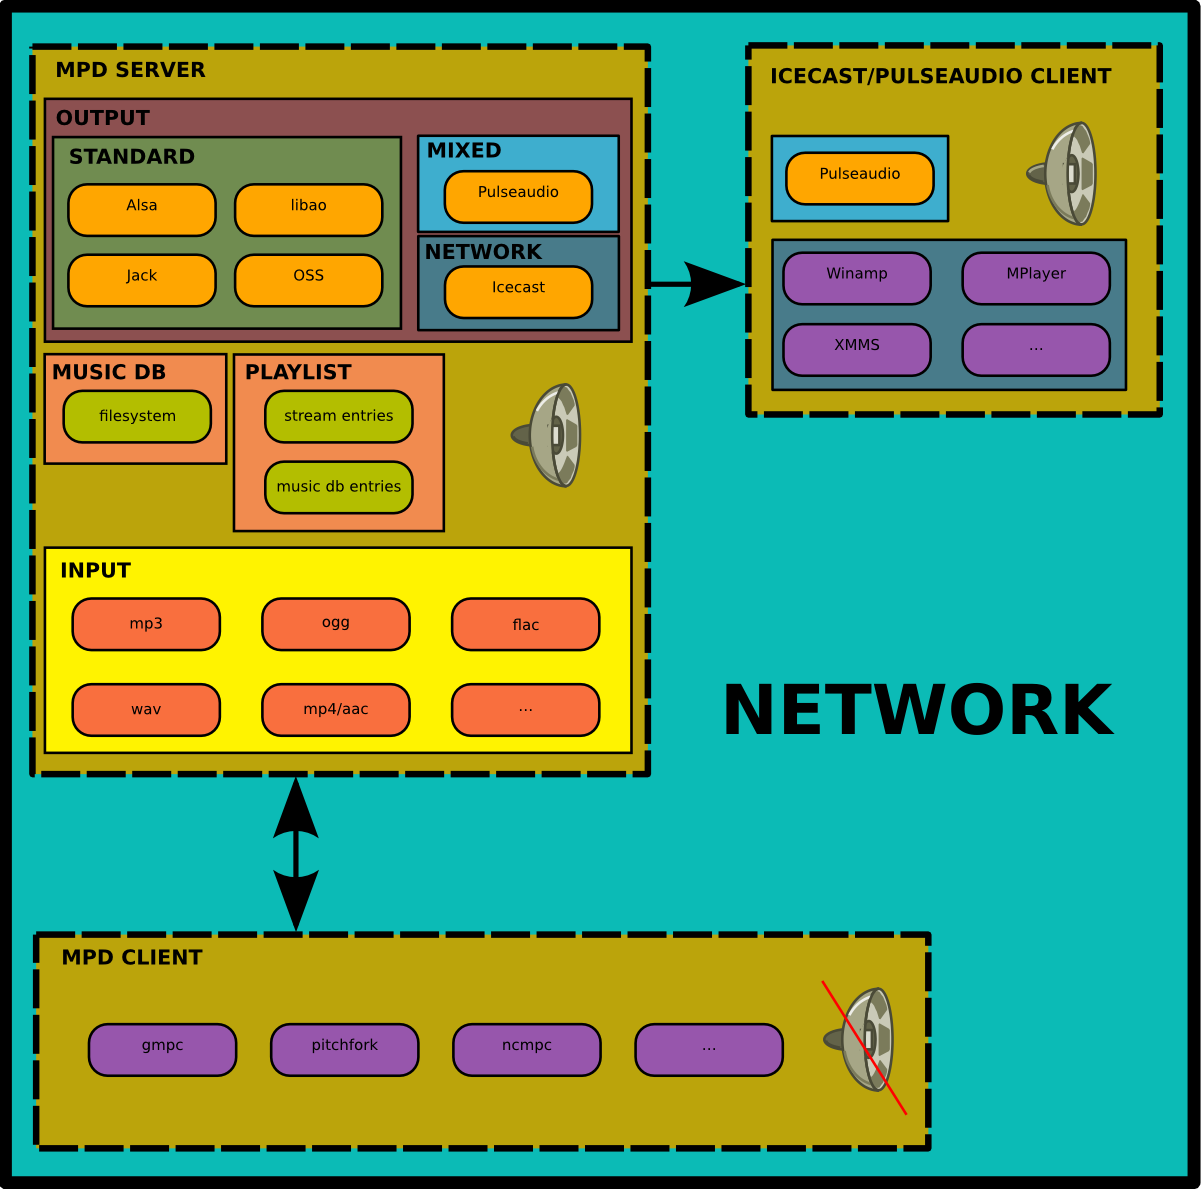 MPD SERVER
OUTPUT
STANDARD
Alsa
libao
Jack
OSS
MIXED
Pulseaudio
NETWORK
Icecast
MUSIC DB
filesystem
PLAYLIST
stream entries
music db entries
INPUT
mp3
ogg
flac
wav
mp4/aac
...
ICECAST/PULSEAUDIO CLIENT
Pulseaudio
Winamp
MPlayer
XMMS
...
NETWORK
MPD CLIENT
gmpc
pitchfork
ncmpc
...